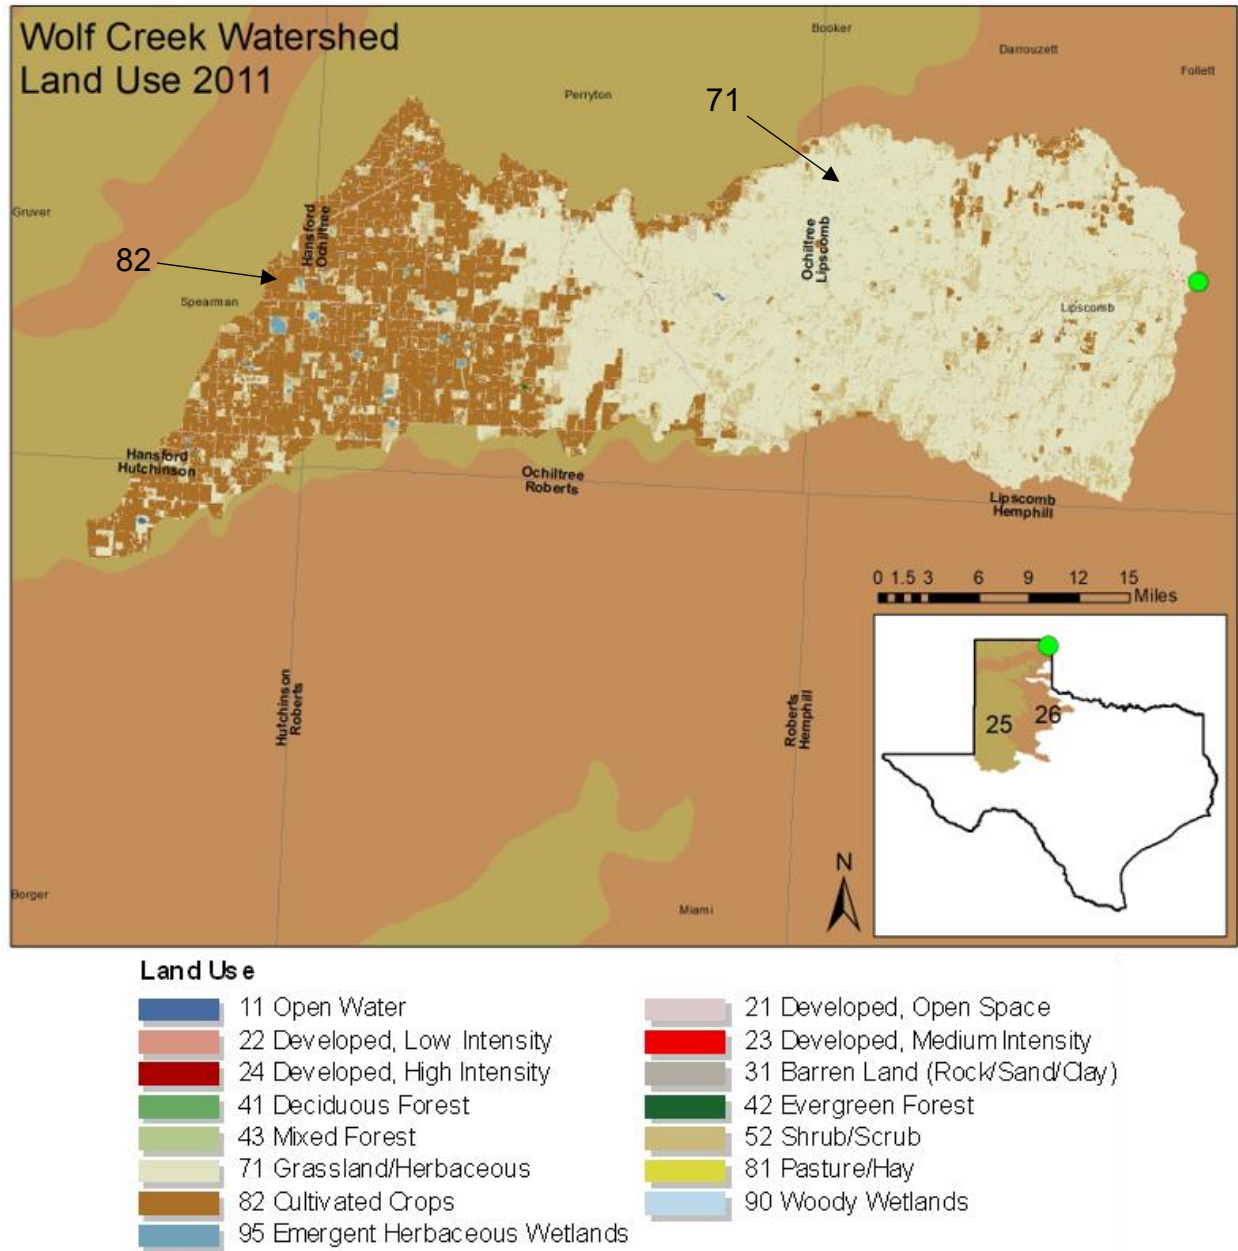 Wolf Creek Watershed
Land Use 2011
Booker
Darrouzett
Follett
Perryton
71
Gruver
Hansford
Ochiltree
Ochiltree
Lipscomb
82
Spearman
Lipscomb
Hansford
Hutchinson
Ochiltree
Roberts
Lipscomb
Hemphill
0 1.5 3 6 9 12 15
Miles
Hutchinson
Roberts
Roberts
Hemphill
25
26
N
Borger
Miami
Land Use
11 Open Water
22 Developed, Low Intensity
24 Developed, High Intensity
41 Deciduous Forest
43 Mixed Forest
71 Grassland/Herbaceous
82 Cultivated Crops
95 Emergent Herbaceous Wetlands
21 Developed, Open Space
23 Developed, Medium Intensity
31 Barren Land (Rock/Sand/Clay)
42 Evergreen Forest
52 Shrub/Scrub
81 Pasture/Hay
90 Woody Wetlands